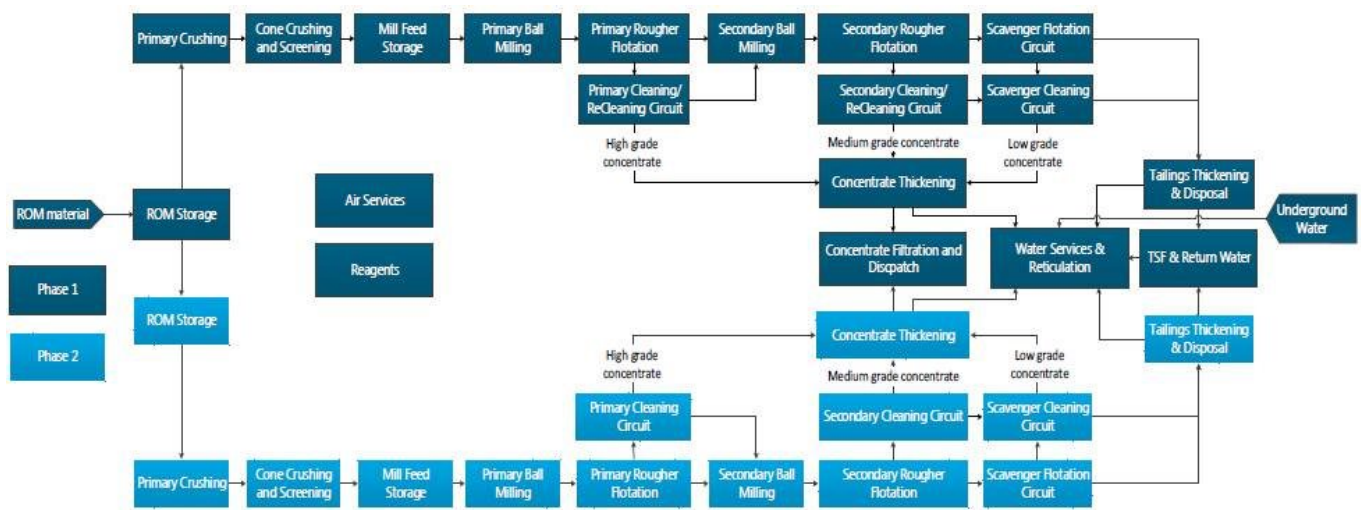 Primary Crushing
Cone Crushing
and Screening
Mill Feed
Storage
Primary Ball
Milling
Primary Rougher
Flotation
Secondary Ball
Milling
Secondary Rougher
Flotation
Scavenger Flotation
Circuit
Primary Cleaning/
ReCleaning Circuit
Secondary Cleaning/
ReCleaning Circuit
Scavenger Cleaning
Circuit
High grade
concentrate
Medium grade concentrate
Low grade
concentrate
Concentrate Thickening
Tailings Thickening
& Disposal
Air Services
ROM material
ROM Storage
Underground
Water
Reagents
Concentrate Filtration and
Discpatch
Water Services &
Reticulation
TSF & Return Water
Phase 1
ROM Storage
Phase 2
Concentrate Thickening
Tailings Thickening
& Disposal
High grade
concentrate
Medium grade concentrate
Low grade
concentrate
Primary Cleaning
Circuit
Secondary Cleaning Circuit
Scavenger Cleaning
Circuit
Primary Crushing
Cone Crushing
and Screening
Mill Feed
Storage
Primary Ball
Milling
Primary Rougher
Flotation
Secondary Ball
Milling
Secondary Rougher
Flotation
Scavenger Flotation
Circuit